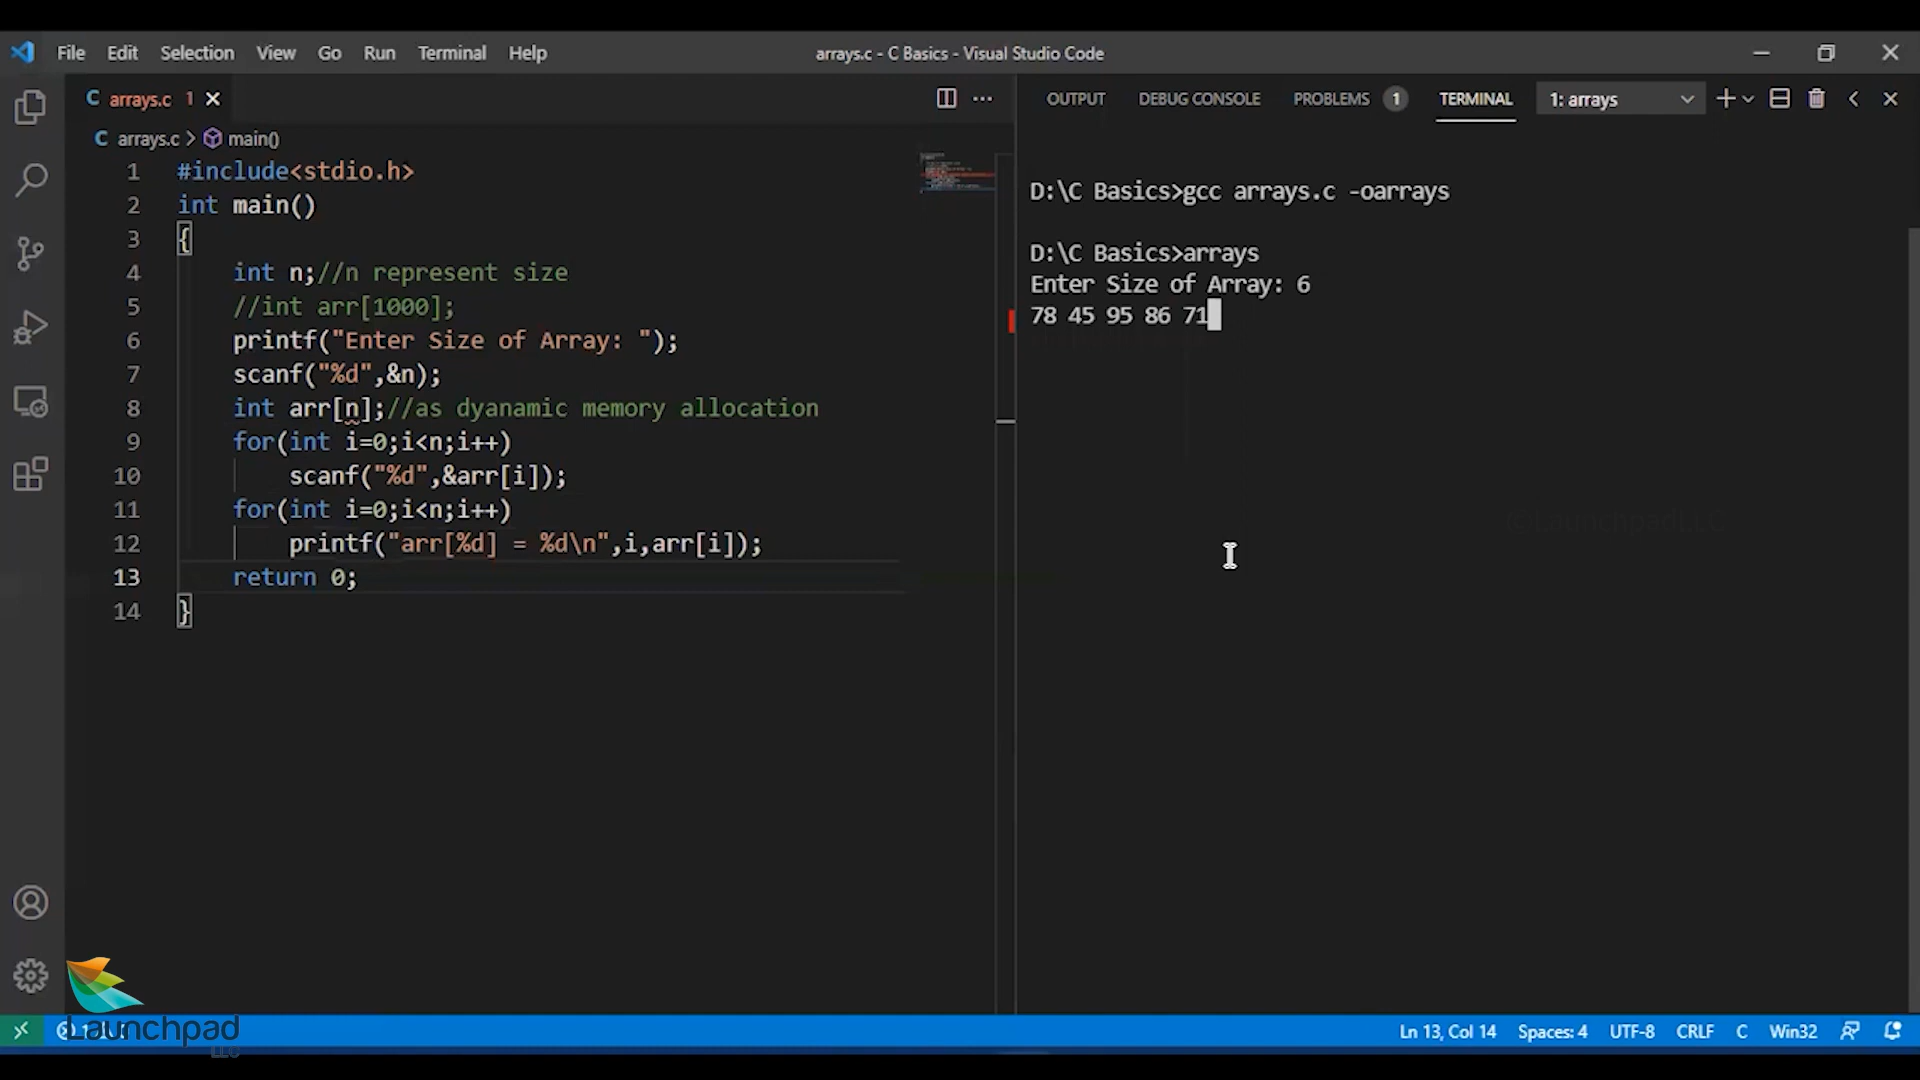 File Edit Selection View Go Run Terminal Help
arrays.c - C Basics - Visual Studio Code
C arrays.c 1
OUTPUT DEBUG CONSOLE PROBLEMS 1 TERMINAL 1: arrays
C arrays.c > main()
1 #include<stdio.h>
2 int main()
3 {
4 int n;//n represent size
5 //int arr[1000];
6 printf("Enter Size of Array: ");
7 scanf("%d",&n);
8 int arr[n];//as dyanamic memory allocation
9 for(int i=0;i<n;i++)
10 scanf("%d",&arr[i]);
11 for(int i=0;i<n;i++)
12 printf("arr[%d] = %d\n",i,arr[i]);
13 return 0;
14 }
D:\C Basics>gcc arrays.c -oarrays
D:\C Basics>arrays
Enter Size of Array: 6
78 45 95 86 71
©LaunchpadLLC
Launchpad
LLC
Ln 13, Col 14 Spaces: 4 UTF-8 CRLF C Win32